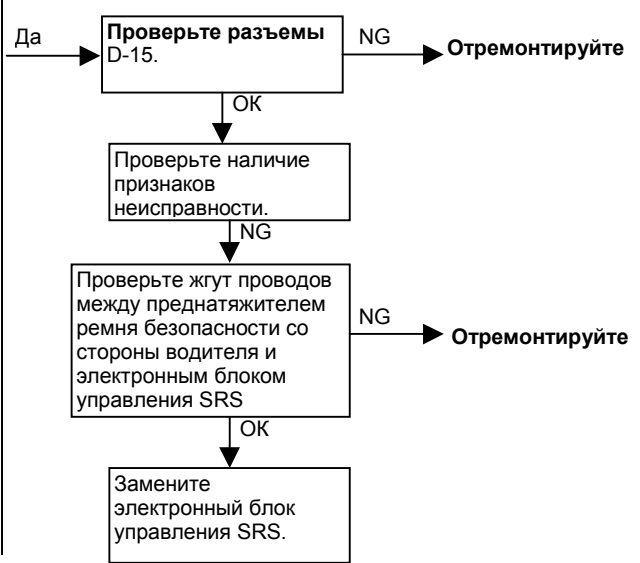 Да
Проверьте разъемы
D-15.
NG
Отремонтируйте
OK
Проверьте наличие
признаков
неисправности.
NG
Проверьте жгут проводов
между преднатяжителем
ремня безопасности со
стороны водителя и
электронным блоком
управления SRS
NG
Отремонтируйте
OK
Замените
электронный блок
управления SRS.